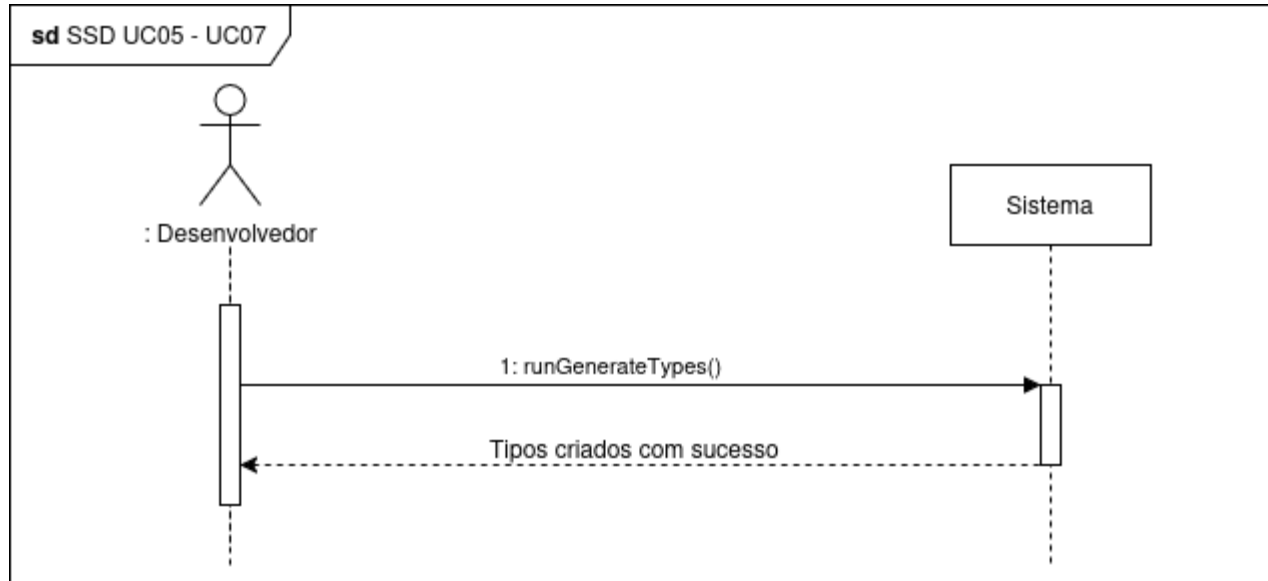 sd SSD UC05 - UC07
: Desenvolvedor
Sistema
1: runGenerateTypes()
Tipos criados com sucesso